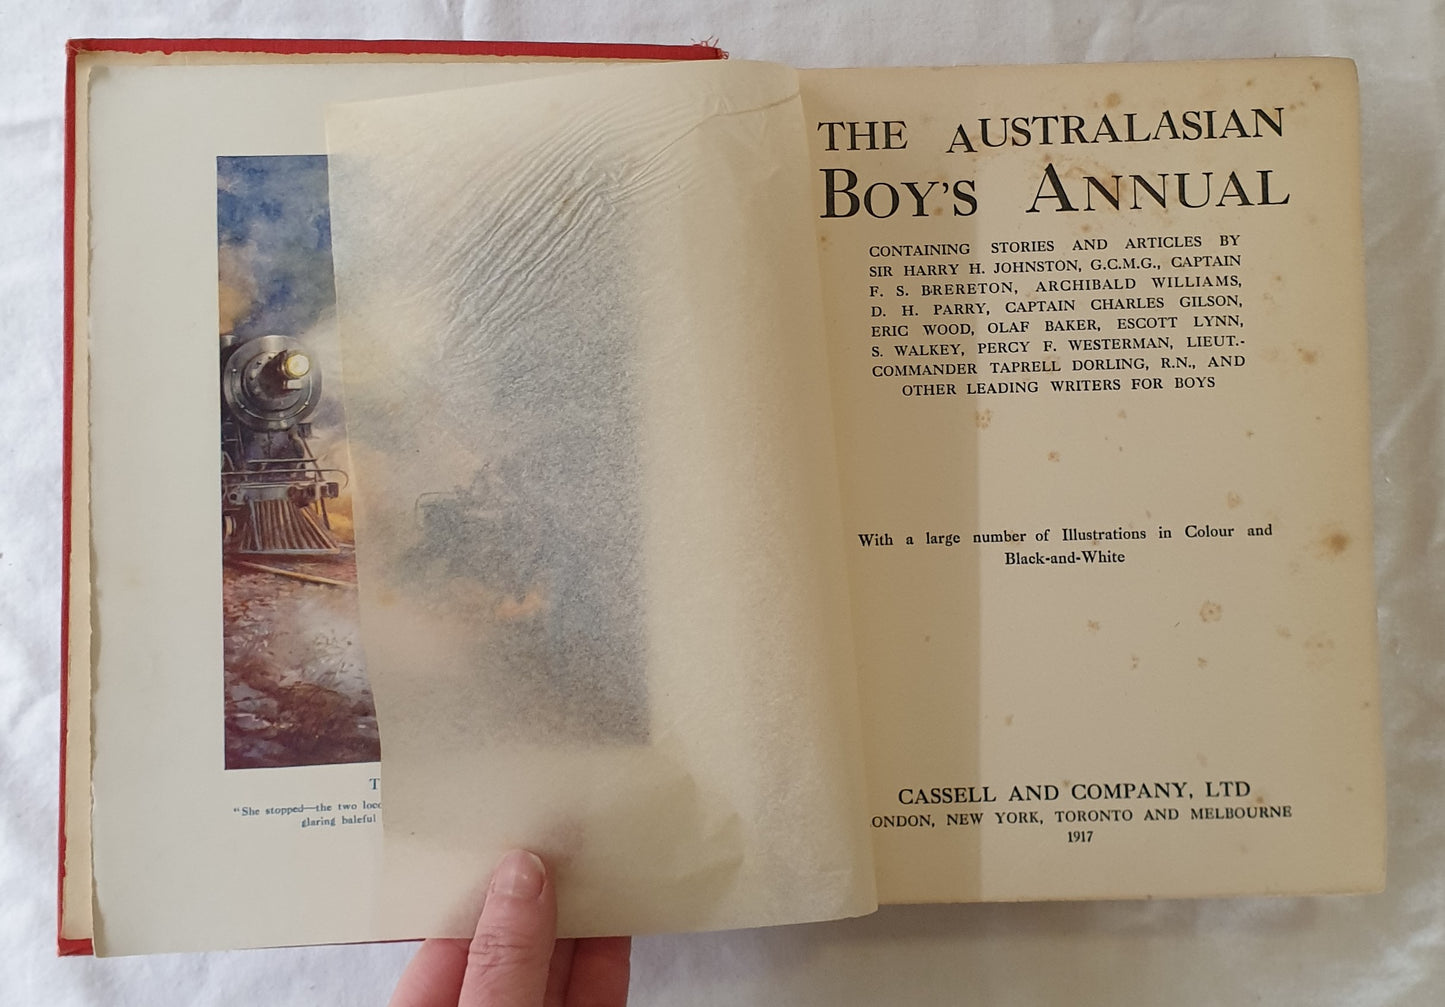 "She stopped—the two
glaring baleful
THE AUSTRALASIAN
BOY'S ANNUAL
CONTAINING STORIES AND ARTICLES BY
SIR HARRY H. JOHNSTON, G.C.M.G., CAPTAIN
F. S. BRERETON, ARCHIBALD WILLIAMS,
D. H. PARRY, CAPTAIN CHARLES GILSON,
ERIC WOOD, OLAF BAKER, ESCOTT LYNN,
S. WALKEY, PERCY F. WESTERMAN, LIEUT.-
COMMANDER TAPRELL DORLING, R.N., AND
OTHER LEADING WRITERS FOR BOYS
With a large number of Illustrations in Colour and
Black-and-White
CASSELL AND COMPANY, LTD
ONDON, NEW YORK, TORONTO AND MELBOURNE
1917